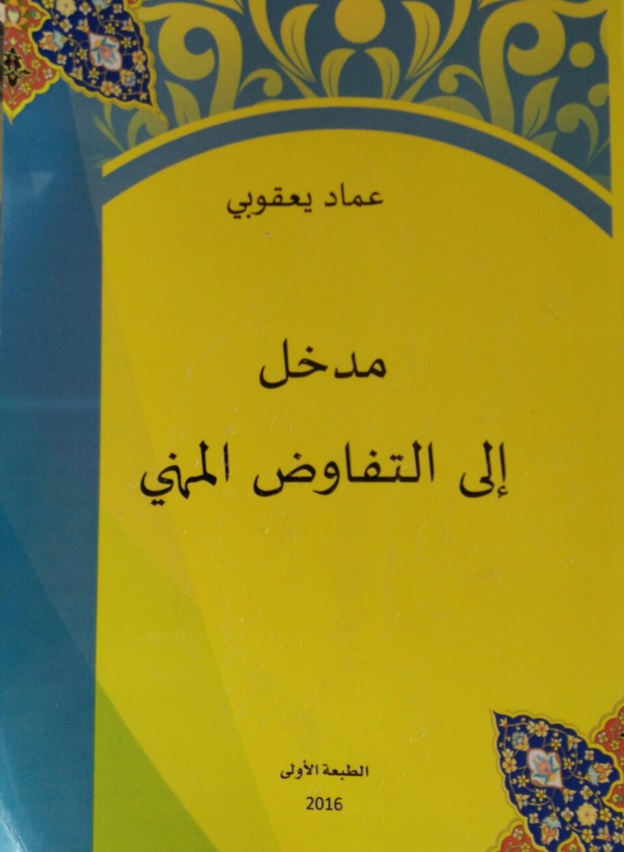 عماد يعقوبي
مدخل
إلى التفاوض المهني
الطبعة الأولى
2016